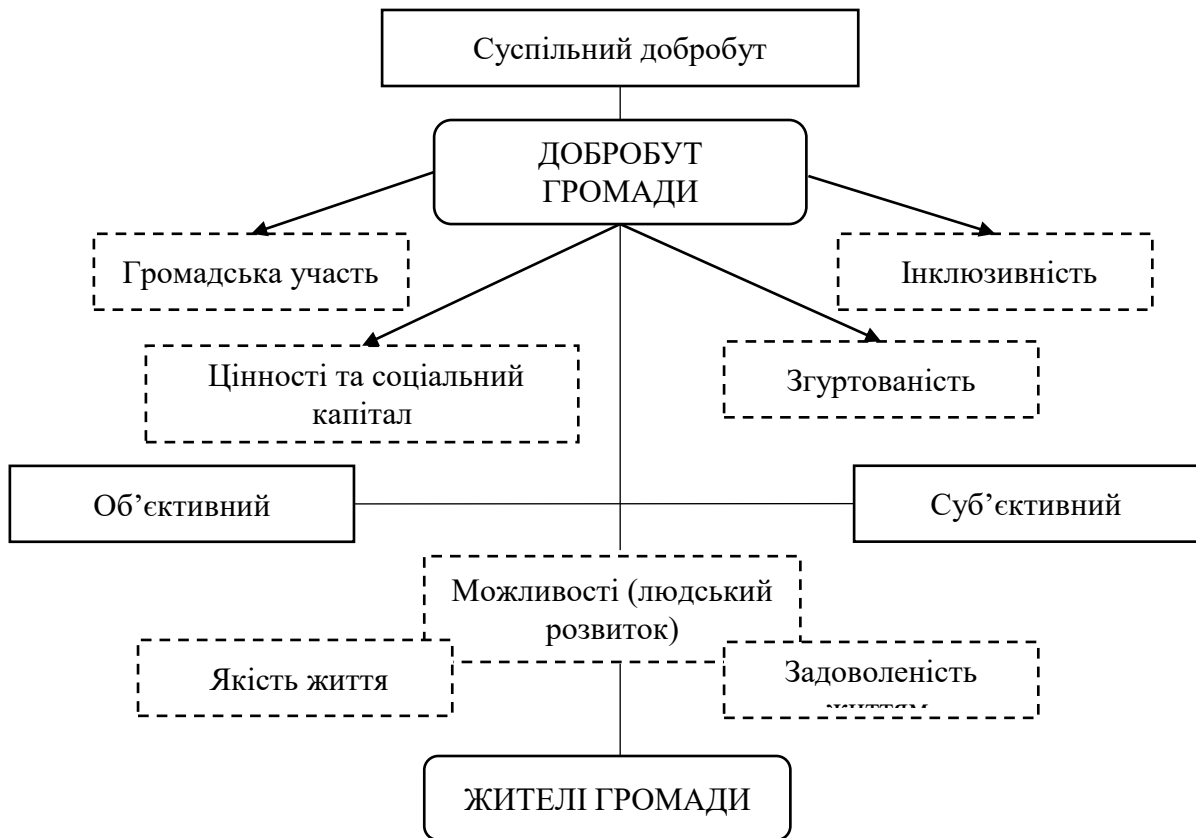 Суспільний добробут
ДОБРОБУТ
ГРОМАДИ
Громадська участь
Інклюзивність
Цінності та соціальний
капітал
Згуртованість
Об’єктивний
Суб’єктивний
Можливості (людський
розвиток)
Якість життя
Задоволеність
життям
ЖИТЕЛІ ГРОМАДИ